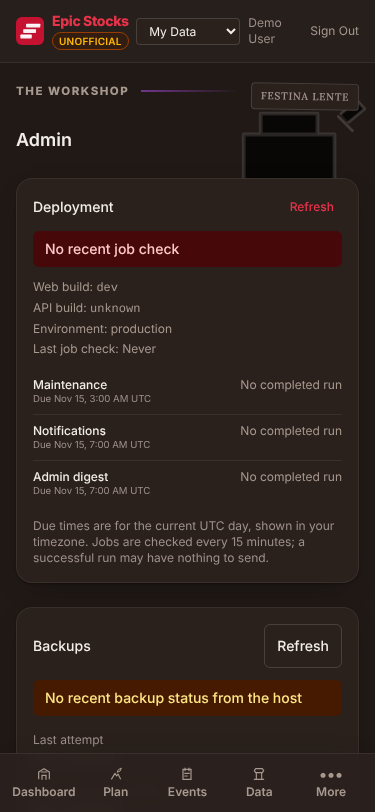 Epic Stocks
UNOFFICIAL
My Data
Demo
User
Sign Out
THE WORKSHOP
FESTINA LENTE
Admin
Deployment
Refresh
No recent job check
Web build: dev
API build: unknown
Environment: production
Last job check: Never
Maintenance
No completed run
Due Nov 15, 3:00 AM UTC
Notifications
No completed run
Due Nov 15, 7:00 AM UTC
Admin digest
No completed run
Due Nov 15, 7:00 AM UTC
Due times are for the current UTC day, shown in your
timezone. Jobs are checked every 15 minutes; a
successful run may have nothing to send.
Backups
Refresh
No recent backup status from the host
Last attempt
Dashboard
Plan
Events
Data
More